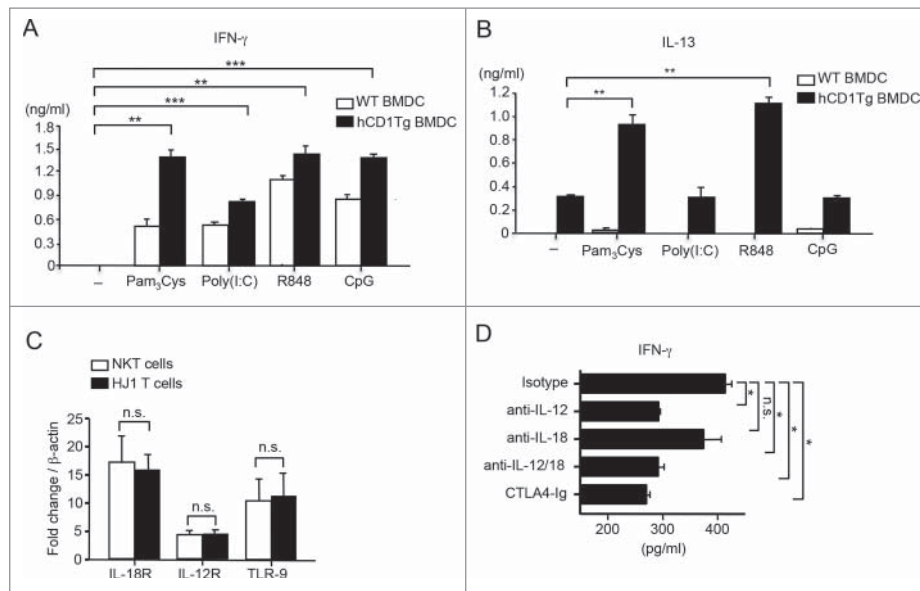 A
IFN-γ
***
**
***
**
(ng/ml)
WT BMDC
hCD1Tg BMDC
1.8
1.5
1.2
0.9
0.6
0.3
– Pam3Cys Poly(I:C) R848 CpG
B
IL-13
**
**
(ng/ml)
WT BMDC
hCD1Tg BMDC
1.2
1.0
0.8
0.6
0.4
0.2
0
– Pam3Cys Poly(I:C) R848 CpG
C
NKT cells
HJ1 T cells
Fold change / β-actin
25
20
15
10
5
0
n.s.
n.s.
n.s.
IL-18R IL-12R TLR-9
D
IFN-γ
Isotype
anti-IL-12
anti-IL-18
anti-IL-12/18
CTLA4-Ig
* * n.s. * * *
200 300 400
(pg/ml)